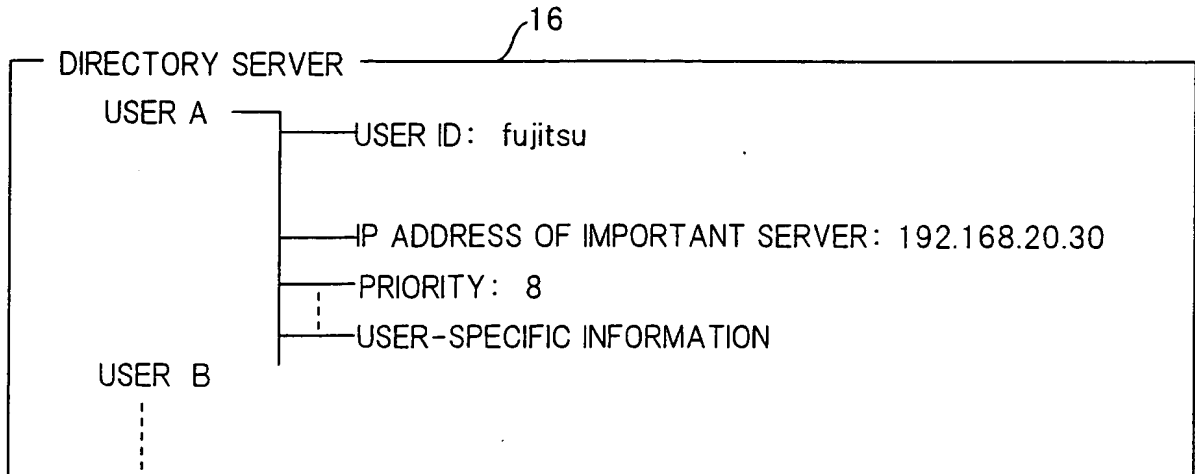 16
DIRECTORY SERVER
USER A
USER ID: fujitsu
IP ADDRESS OF IMPORTANT SERVER: 192.168.20.30
PRIORITY: 8
USER-SPECIFIC INFORMATION
USER B